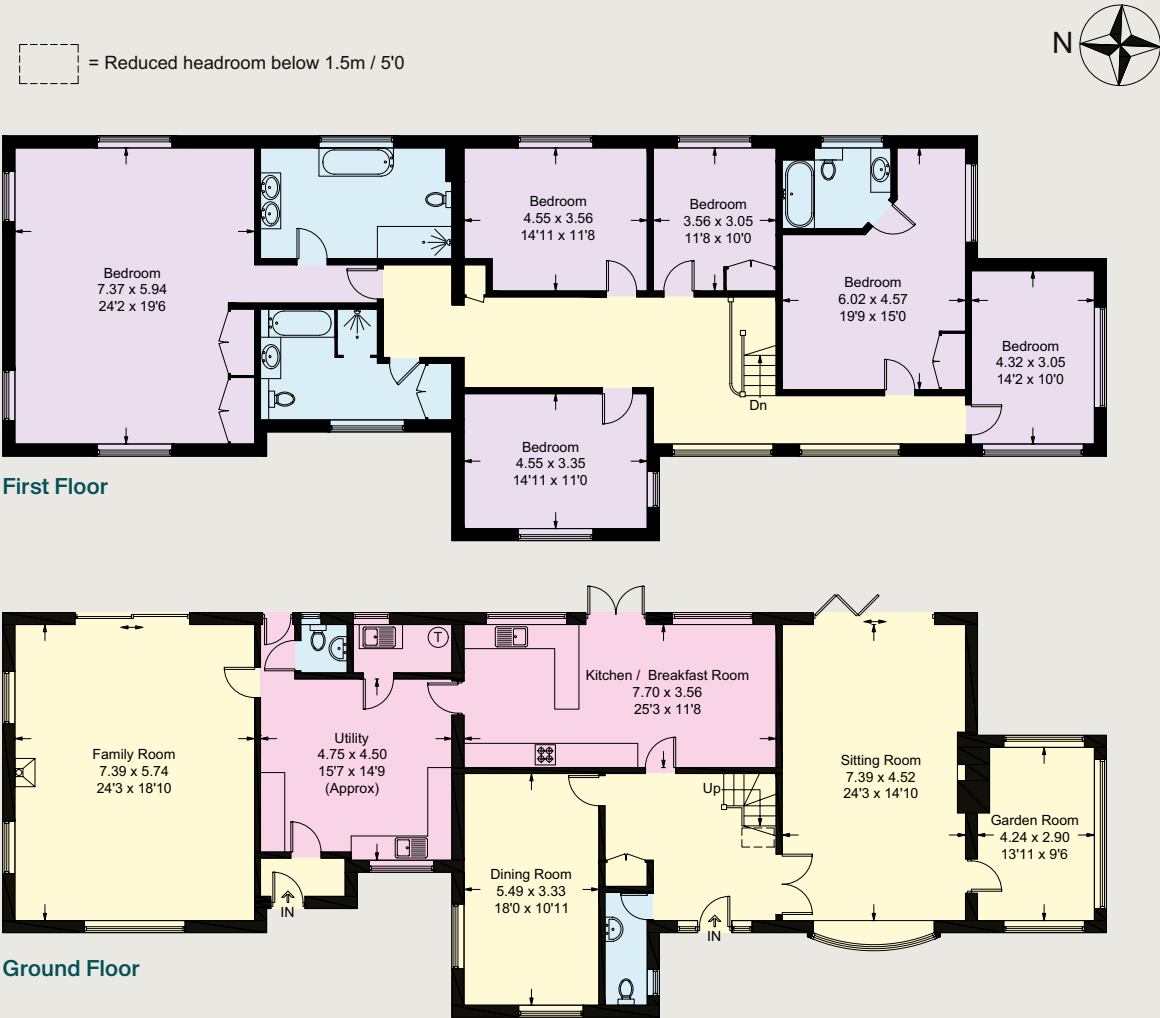 N
= Reduced headroom below 1.5m / 5'0
Bedroom
7.37 x 5.94
24'2 x 19'6
Bedroom
4.55 x 3.56
14'11 x 11'8
Bedroom
3.56 x 3.05
11'8 x 10'0
Bedroom
6.02 x 4.57
19'9 x 15'0
Bedroom
4.32 x 3.05
14'2 x 10'0
Dn
Bedroom
4.55 x 3.35
14'11 x 11'0
First Floor
T
Kitchen / Breakfast Room
7.70 x 3.56
25'3 x 11'8
Family Room
7.39 x 5.74
24'3 x 18'10
Utility
4.75 x 4.50
15'7 x 14'9
(Approx)
Sitting Room
7.39 x 4.52
24'3 x 14'10
Up
Garden Room
4.24 x 2.90
13'11 x 9'6
Dining Room
5.49 x 3.33
18'0 x 10'11
IN
IN
Ground Floor